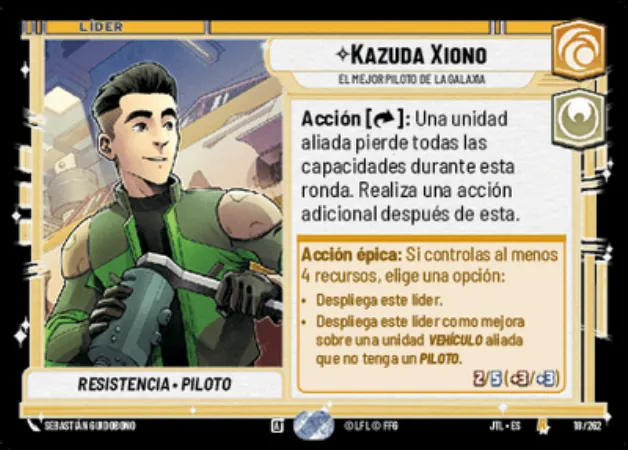 LÍDER
✧KAZUDA XIONO
EL MEJOR PILOTO DE LA GALAXIA
Acción [↷]: Una unidad
aliada pierde todas las
capacidades durante esta
ronda. Realiza una acción
adicional después de esta.
Acción épica: Si controlas al menos
4 recursos, elige una opción:
• Despliega este líder.
• Despliega este líder como mejora
sobre una unidad VEHÍCULO aliada
que no tenga un PILOTO.
2/5 (+3/+3)
RESISTENCIA • PILOTO
SEBASTIÁN GUIDOBONO
A
© LFL © FFG
JTL • ES
18/262